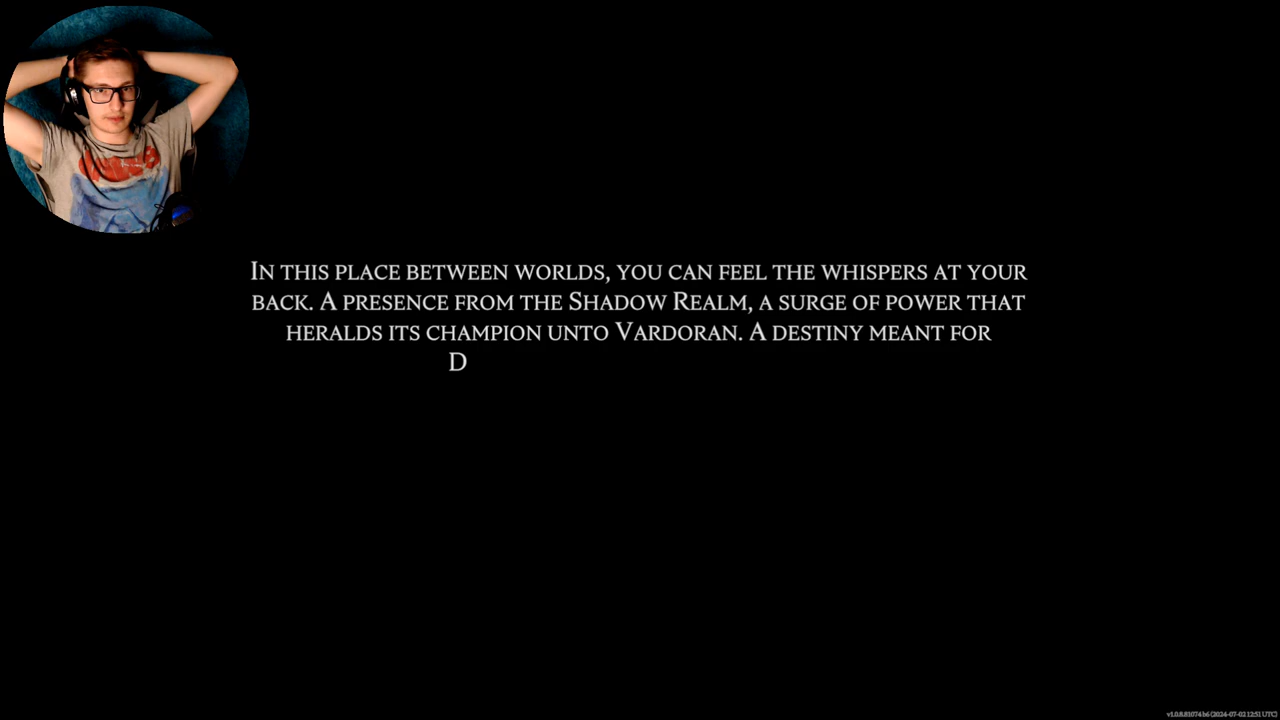 In this place between worlds, you can feel the whispers at your
back. A presence from the Shadow Realm, a surge of power that
heralds its champion unto Vardoran. A destiny meant for
D